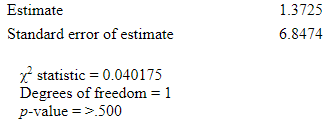 Estimate 1.3725
Standard error of estimate 6.8474
χ² statistic = 0.040175
Degrees of freedom = 1
p-value = >.500